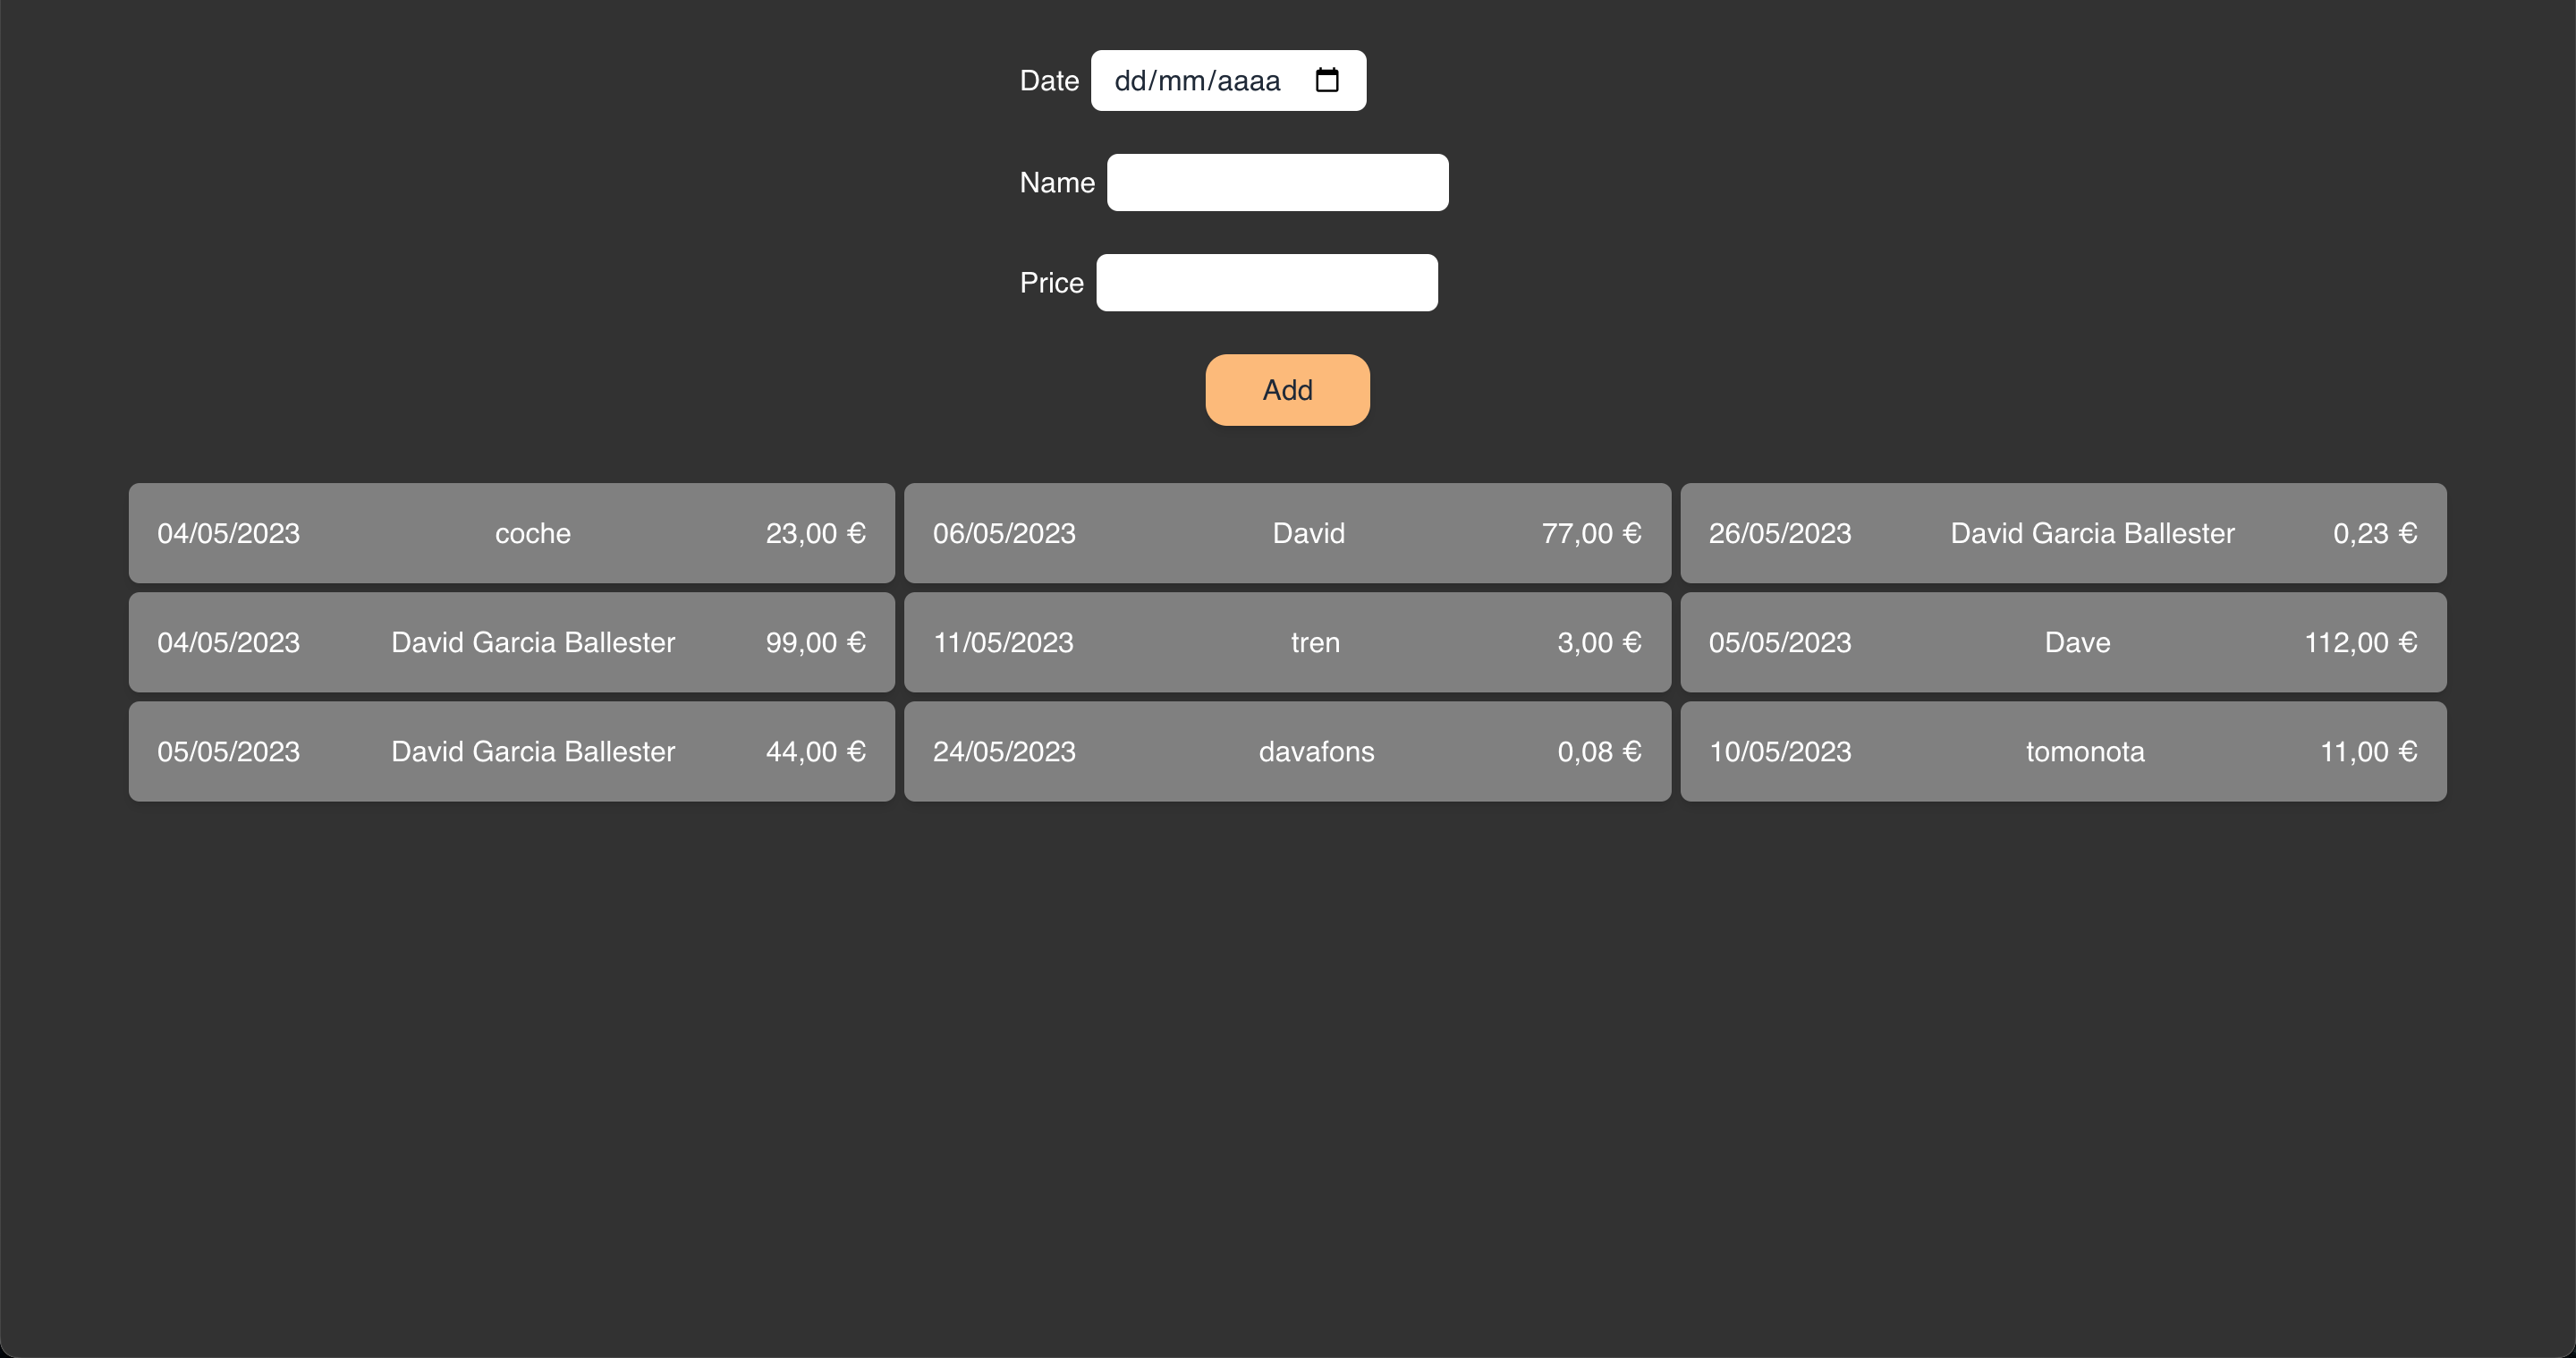 Date dd/mm/aaaa
Name
Price
Add
04/05/2023 coche 23,00 €
06/05/2023 David 77,00 €
26/05/2023 David Garcia Ballester 0,23 €
04/05/2023 David Garcia Ballester 99,00 €
11/05/2023 tren 3,00 €
05/05/2023 Dave 112,00 €
05/05/2023 David Garcia Ballester 44,00 €
24/05/2023 davafons 0,08 €
10/05/2023 tomonota 11,00 €